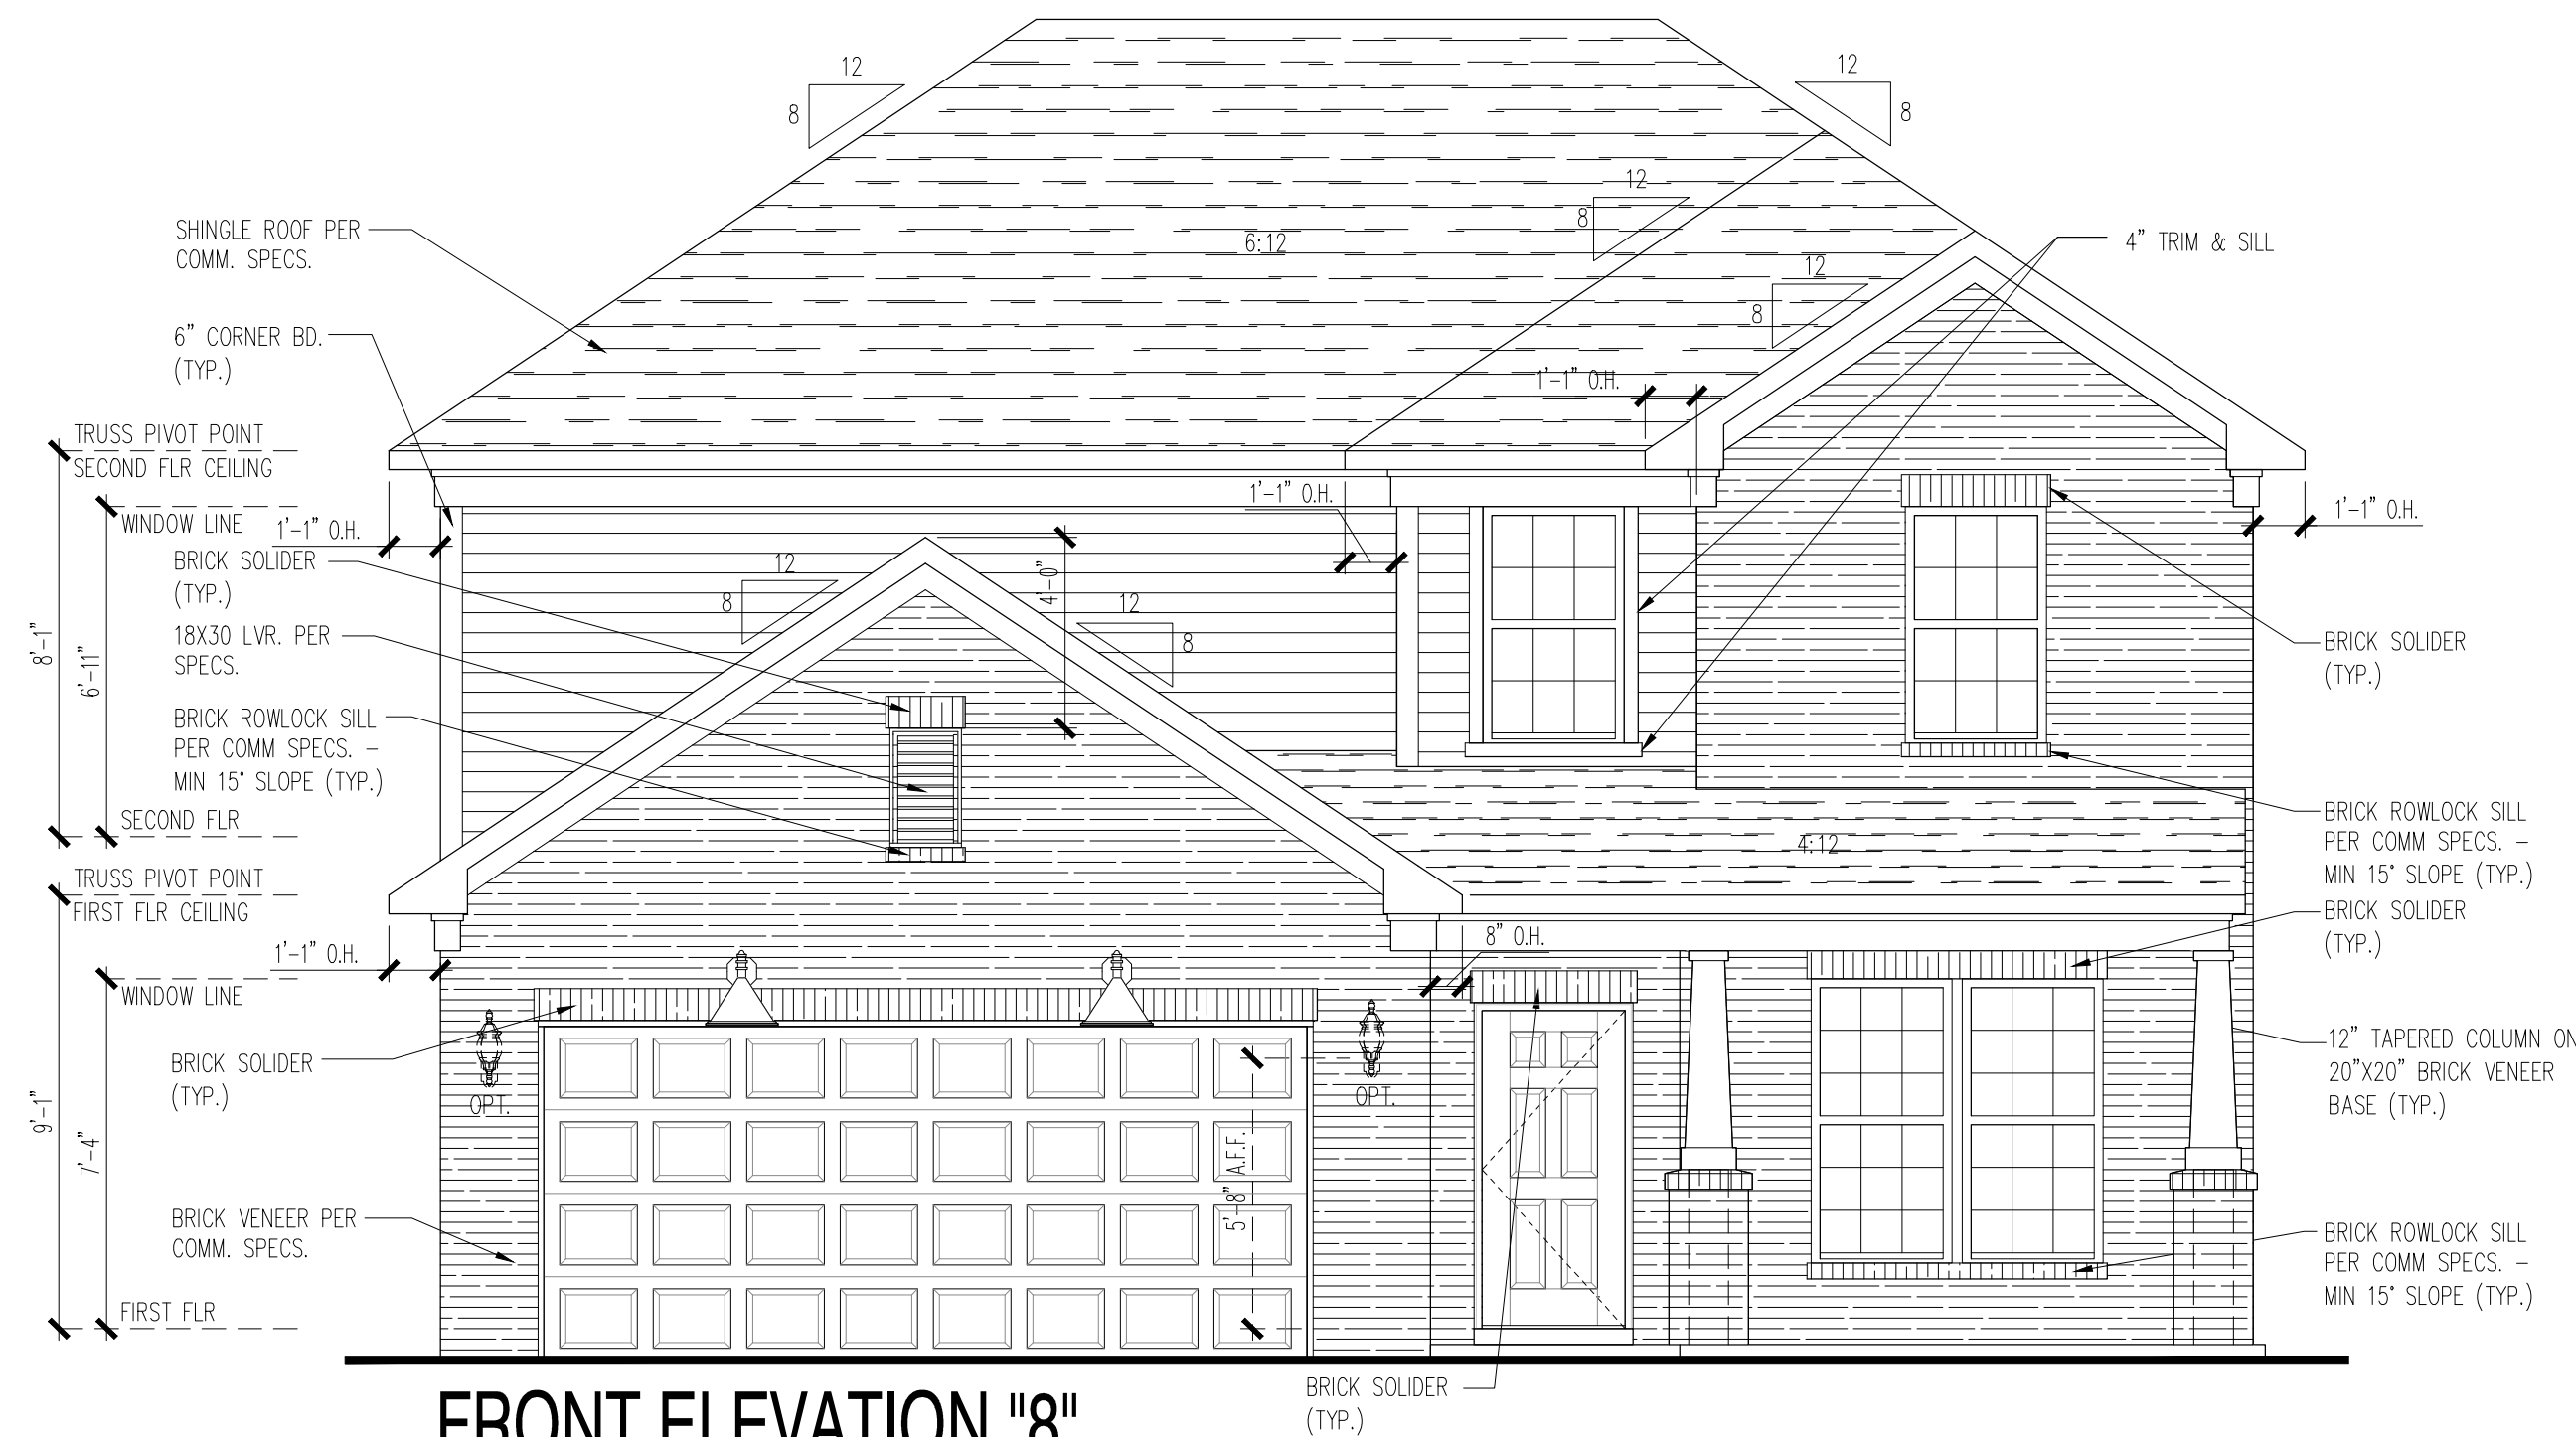 12
8
12
8
12
8
6:12
12
8
SHINGLE ROOF PER
COMM. SPECS.
4" TRIM & SILL
6" CORNER BD.
(TYP.)
1'-1" O.H.
TRUSS PIVOT POINT
SECOND FLR CEILING
WINDOW LINE
1'-1" O.H.
1'-1" O.H.
1'-1" O.H.
BRICK SOLIDER
(TYP.)
12
8
4'-0"
12
8
8'-1"
6'-11"
18X30 LVR. PER
SPECS.
BRICK SOLIDER
(TYP.)
BRICK ROWLOCK SILL
PER COMM SPECS. –
MIN 15° SLOPE (TYP.)
SECOND FLR
4:12
BRICK ROWLOCK SILL
PER COMM SPECS. –
MIN 15° SLOPE (TYP.)
TRUSS PIVOT POINT
FIRST FLR CEILING
BRICK SOLIDER
(TYP.)
1'-1" O.H.
8" O.H.
WINDOW LINE
BRICK SOLIDER
(TYP.)
OPT.
OPT.
12" TAPERED COLUMN ON
20"X20" BRICK VENEER
BASE (TYP.)
9'-1"
7'-4"
5'-8" A.F.F.
BRICK VENEER PER
COMM. SPECS.
BRICK ROWLOCK SILL
PER COMM SPECS. –
MIN 15° SLOPE (TYP.)
FIRST FLR
BRICK SOLIDER
(TYP.)
FRONT ELEVATION "8"